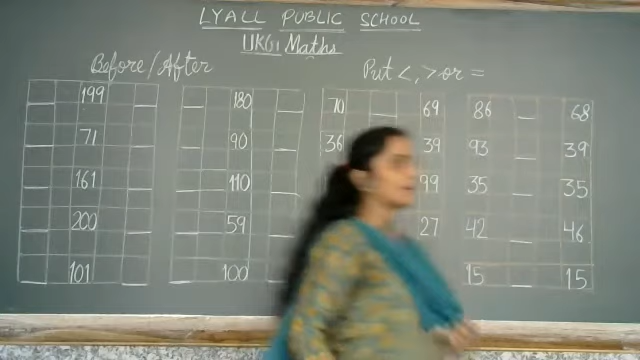 LYALL PUBLIC SCHOOL
UKG Maths
Before/After
Put <, > or =
199 180 70 _ 69 86 _ 68
71 90 36 39 93 _ 39
161 110 99 35 _ 35
200 59 27 42 _ 46
101 100 15 _ 15